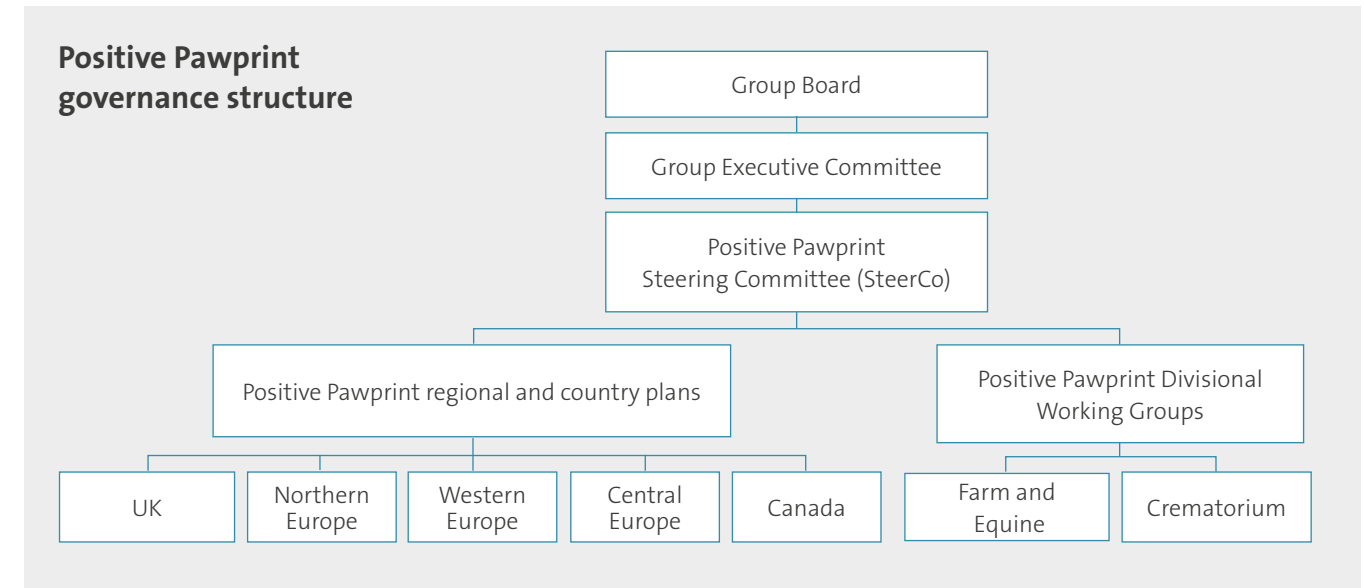 Positive Pawprint
governance structure
Group Board
Group Executive Committee
Positive Pawprint
Steering Committee (SteerCo)
Positive Pawprint regional and country plans
Positive Pawprint Divisional
Working Groups
UK
Northern
Europe
Western
Europe
Central
Europe
Canada
Farm and
Equine
Crematorium